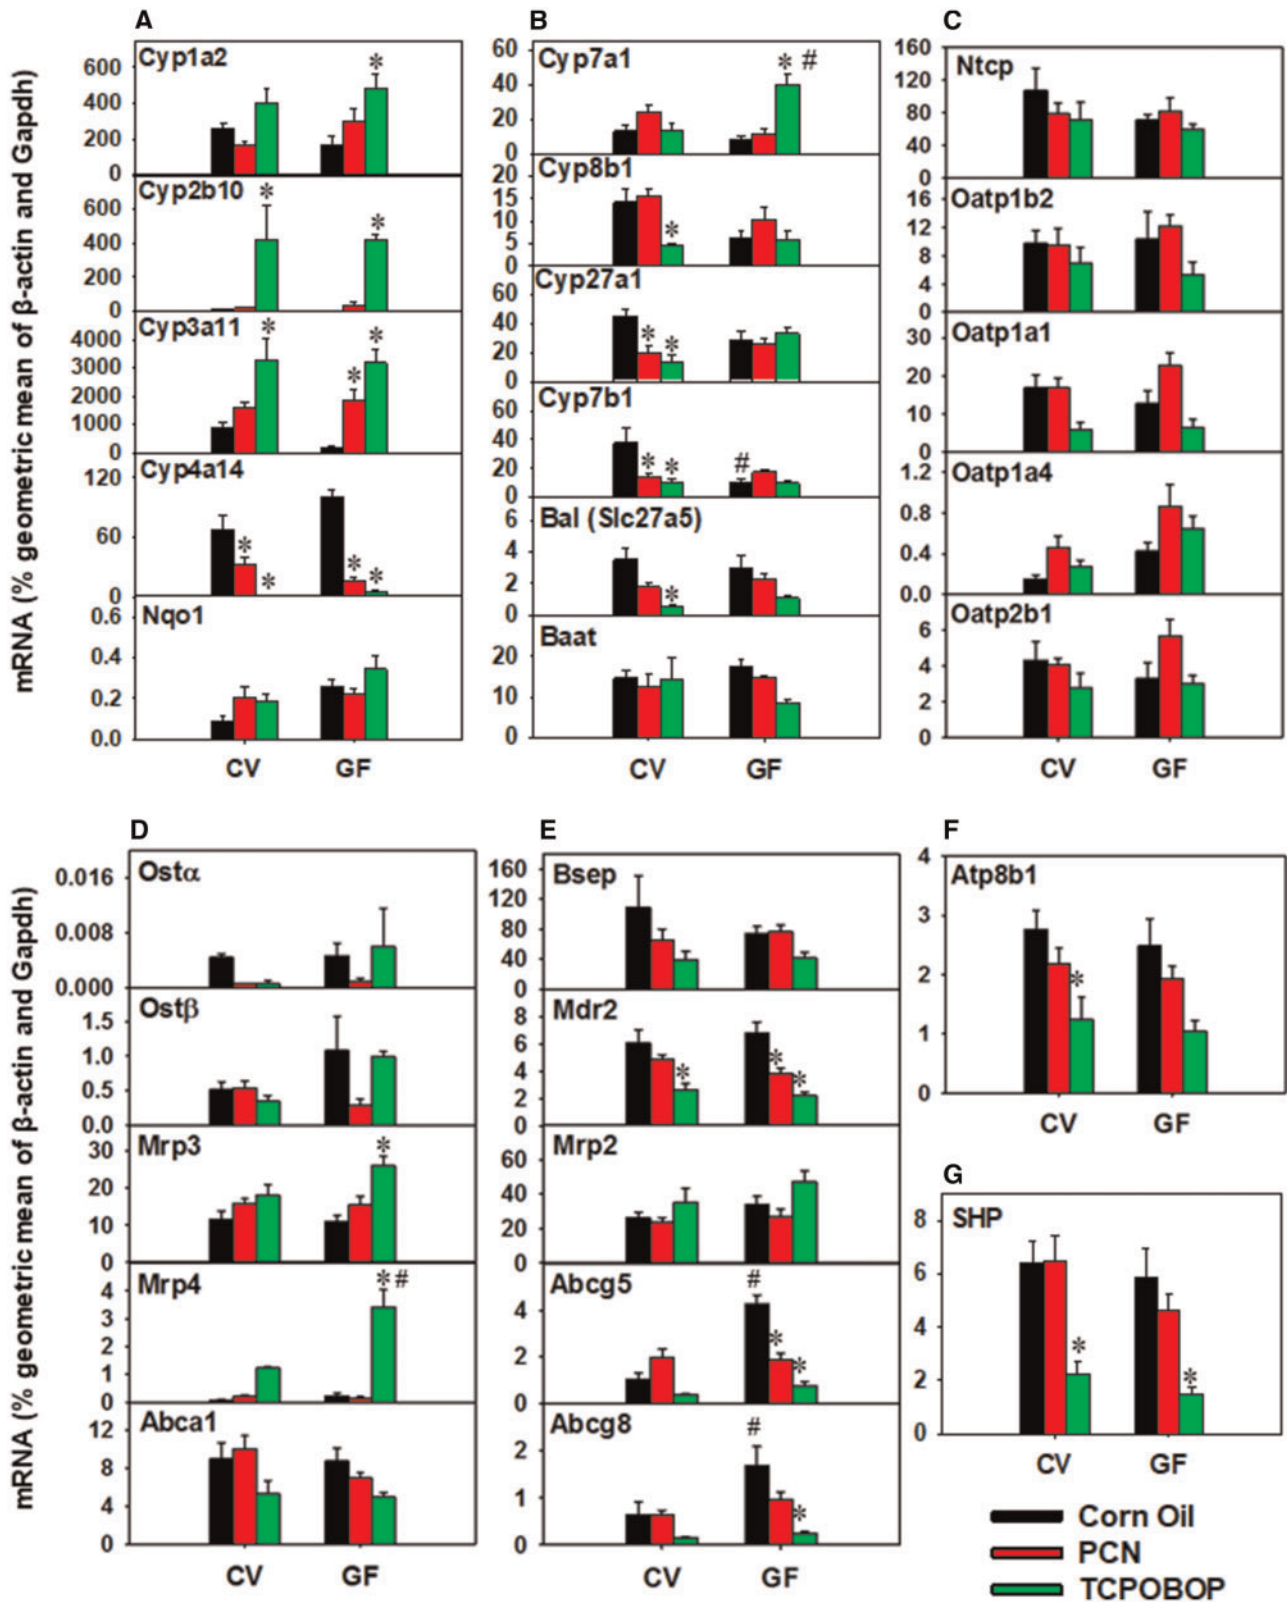 A
mRNA (% geometric mean of β-actin and Gapdh)
Cyp1a2
600
400
200
0
*
Cyp2b10
600
400
200
0
*
*
Cyp3a11
4000
3000
2000
1000
0
*
*
*
Cyp4a14
120
60
0
*
*
*
*
Nqo1
0.6
0.4
0.2
0.0
CV
GF
B
Cyp7a1
60
40
20
0
* #
Cyp8b1
20
15
10
5
0
*
Cyp27a1
60
40
20
0
*
*
Cyp7b1
60
40
20
0
*
*
#
Bal (Slc27a5)
6
4
2
0
*
Baat
20
10
0
CV
GF
C
Ntcp
160
120
80
40
0
Oatp1b2
16
12
8
4
0
Oatp1a1
30
20
10
0
Oatp1a4
1.2
0.8
0.4
0.0
Oatp2b1
6
4
2
0
CV
GF
D
mRNA (% geometric mean of β-actin and Gapdh)
Ostα
0.016
0.008
0.000
Ostβ
1.5
1.0
0.5
0.0
Mrp3
30
20
10
0
*
Mrp4
4
3
2
1
0
* #
Abca1
12
8
4
0
CV
GF
E
Bsep
160
120
80
40
0
Mdr2
8
6
4
2
0
*
*
*
Mrp2
60
40
20
0
Abcg5
4
2
0
#
*
*
Abcg8
2
1
0
#
*
CV
GF
F
Atp8b1
4
3
2
1
0
*
CV
GF
G
SHP
8
6
4
2
0
*
*
CV
GF
Corn Oil
PCN
TCPOBOP